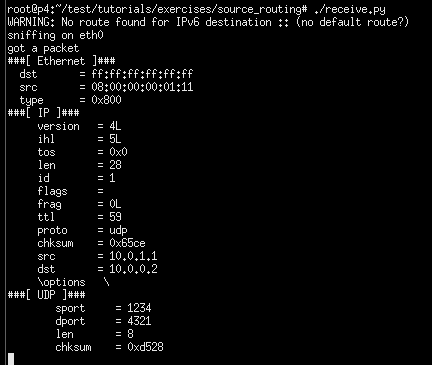 root@p4:~/test/tutorials/exercises/source_routing# ./receive.py
WARNING: No route found for IPv6 destination :: (no default route?)
sniffing on eth0
got a packet
###[ Ethernet ]###
  dst       = ff:ff:ff:ff:ff:ff
  src       = 08:00:00:00:01:11
  type      = 0x800
###[ IP ]###
     version   = 4L
     ihl       = 5L
     tos       = 0x0
     len       = 28
     id        = 1
     flags     =
     frag      = 0L
     ttl       = 59
     proto     = udp
     chksum    = 0x65ce
     src       = 10.0.1.1
     dst       = 10.0.0.2
     \options   \
###[ UDP ]###
        sport     = 1234
        dport     = 4321
        len       = 8
        chksum    = 0xd528